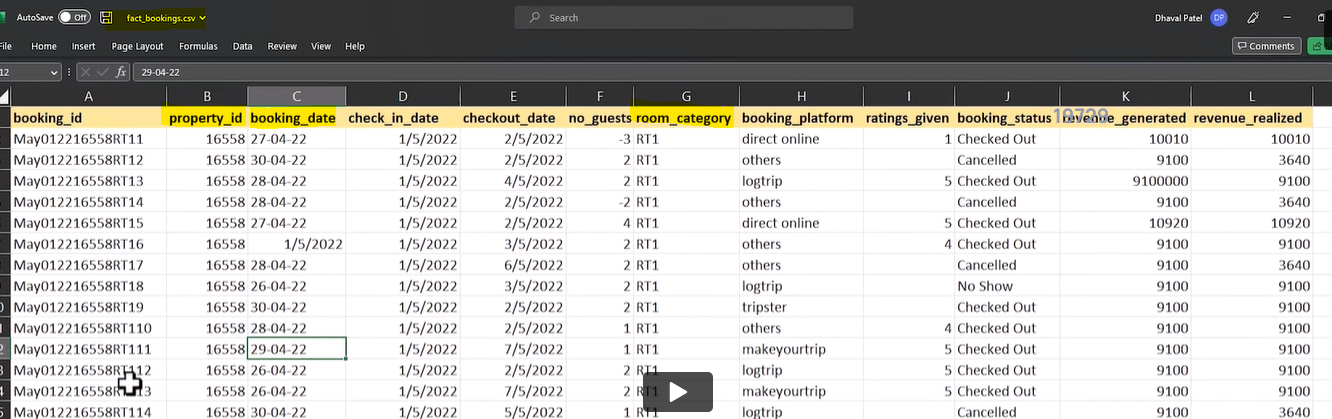 AutoSave Off fact_bookings.csv Search Dhaval Patel DP
File Home Insert Page Layout Formulas Data Review View Help Comments
12 fx 29-04-22
A B C D E F G H I J K L
booking_id property_id booking_date check_in_date checkout_date no_guests room_category booking_platform ratings_given booking_status 19729 e_generated revenue_realized
May012216558RT11 16558 27-04-22 1/5/2022 2/5/2022 -3 RT1 direct online 1 Checked Out 10010 10010
May012216558RT12 16558 30-04-22 1/5/2022 2/5/2022 2 RT1 others Cancelled 9100 3640
May012216558RT13 16558 28-04-22 1/5/2022 4/5/2022 2 RT1 logtrip 5 Checked Out 9100000 9100
May012216558RT14 16558 28-04-22 1/5/2022 2/5/2022 -2 RT1 others Cancelled 9100 3640
May012216558RT15 16558 27-04-22 1/5/2022 2/5/2022 4 RT1 direct online 5 Checked Out 10920 10920
May012216558RT16 16558 1/5/2022 1/5/2022 3/5/2022 2 RT1 others 4 Checked Out 9100 9100
May012216558RT17 16558 28-04-22 1/5/2022 6/5/2022 2 RT1 others Cancelled 9100 3640
May012216558RT18 16558 26-04-22 1/5/2022 3/5/2022 2 RT1 logtrip No Show 9100 9100
May012216558RT19 16558 30-04-22 1/5/2022 2/5/2022 2 RT1 tripster Checked Out 9100 9100
May012216558RT110 16558 28-04-22 1/5/2022 2/5/2022 1 RT1 others 4 Checked Out 9100 9100
May012216558RT111 16558 29-04-22 1/5/2022 7/5/2022 1 RT1 makeyourtrip 5 Checked Out 9100 9100
May012216558RT112 16558 26-04-22 1/5/2022 2/5/2022 2 RT1 logtrip 5 Checked Out 9100 9100
16558 26-04-22 1/5/2022 7/5/2022 2 RT1 makeyourtrip 5 Checked Out 9100 9100
May012216558RT114 16558 30-04-22 1/5/2022 5/5/2022 1 RT1 logtrip Cancelled 9100 3640